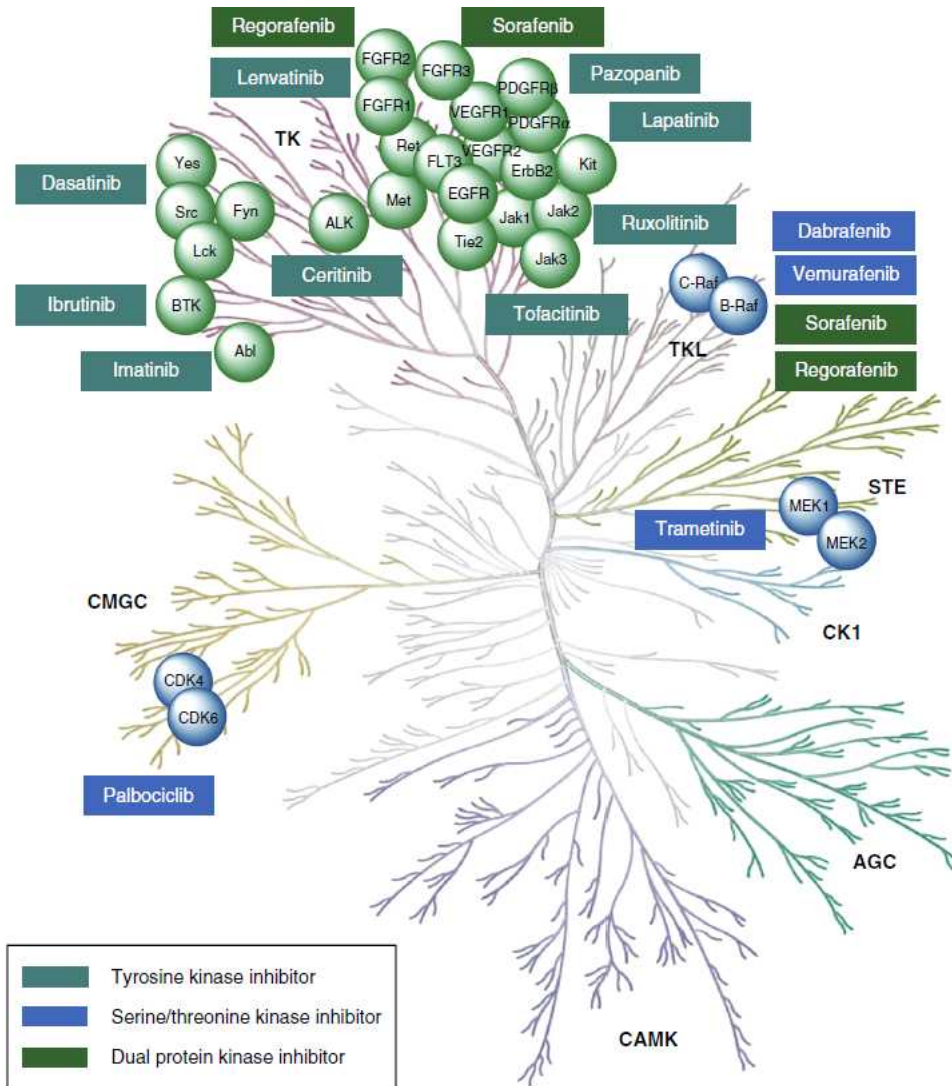 Regorafenib
Sorafenib
FGFR2
FGFR3
Lenvatinib
Pazopanib
PDGFRβ
FGFR1
VEGFR1
PDGFRα
Lapatinib
TK
Ret
FLT3
VEGFR2
ErbB2
Kit
Yes
Dasatinib
EGFR
Met
Src
Fyn
ALK
Jak1
Jak2
Ruxolitinib
Dabrafenib
Tie2
Lck
Jak3
Ceritinib
C-Raf
Vemurafenib
Ibrutinib
BTK
Tofacitinib
B-Raf
Sorafenib
Abl
TKL
Imatinib
Regorafenib
STE
MEK1
Trametinib
MEK2
CMGC
CK1
CDK4
CDK6
Palbociclib
AGC
Tyrosine kinase inhibitor
Serine/threonine kinase inhibitor
CAMK
Dual protein kinase inhibitor